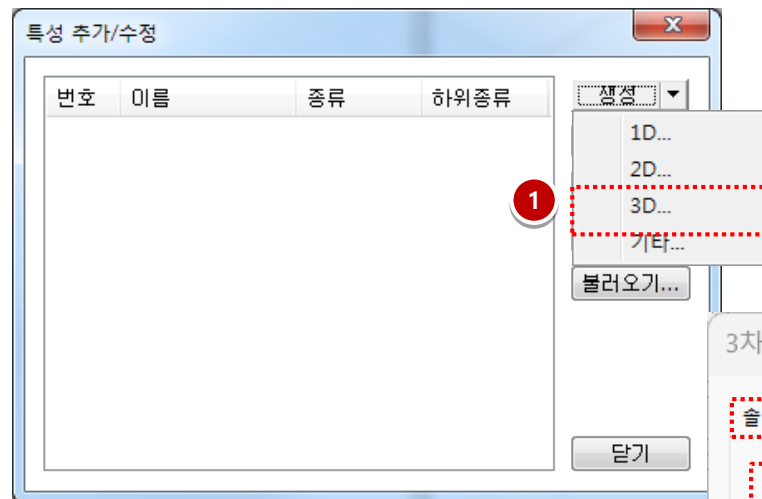 특성 추가/수정
번호 이름 종류 하위종류 생성
1D...
2D...
1 3D...
기타...
불러오기...
3차
솔
닫기